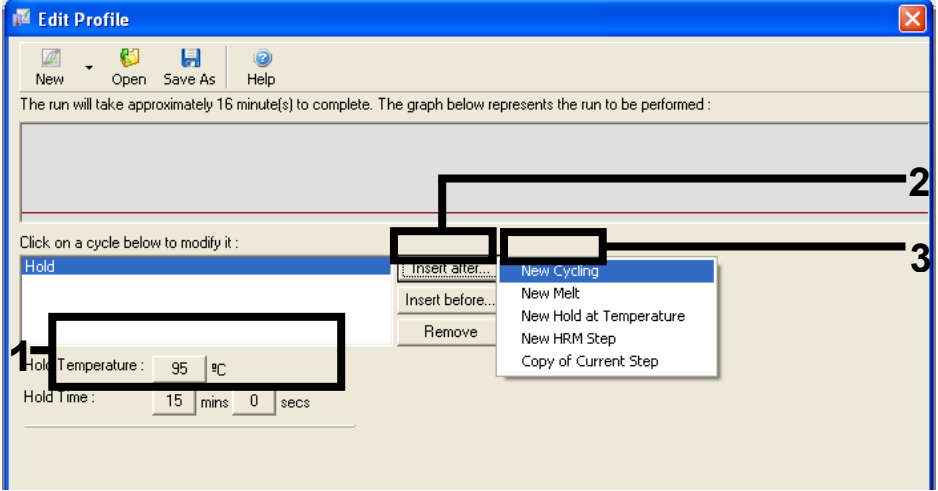 Edit Profile
New Open Save As Help
The run will take approximately 16 minute(s) to complete. The graph below represents the run to be performed :
2
Click on a cycle below to modify it :
3
Hold
Insert after...
New Cycling
New Melt
Insert before...
New Hold at Temperature
Remove
New HRM Step
Copy of Current Step
1
Hold Temperature : 95 ºC
Hold Time : 15 mins 0 secs